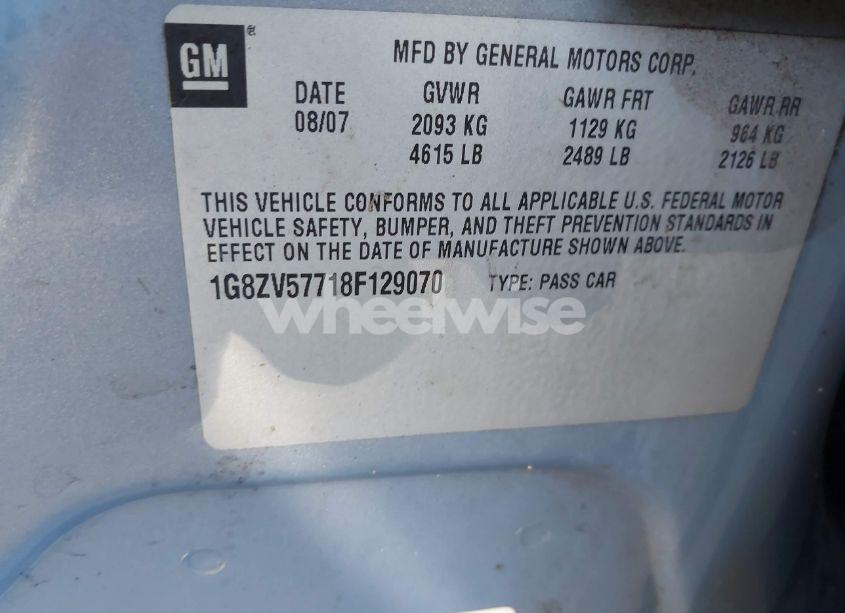 GM
MFD BY GENERAL MOTORS CORP.
DATE GVWR GAWR FRT GAWR RR
08/07 2093 KG 1129 KG 964 KG
4615 LB 2489 LB 2126 LB
THIS VEHICLE CONFORMS TO ALL APPLICABLE U.S. FEDERAL MOTOR
VEHICLE SAFETY, BUMPER, AND THEFT PREVENTION STANDARDS IN
EFFECT ON THE DATE OF MANUFACTURE SHOWN ABOVE.
1G8ZV57718F129070 TYPE: PASS CAR
wheelwise